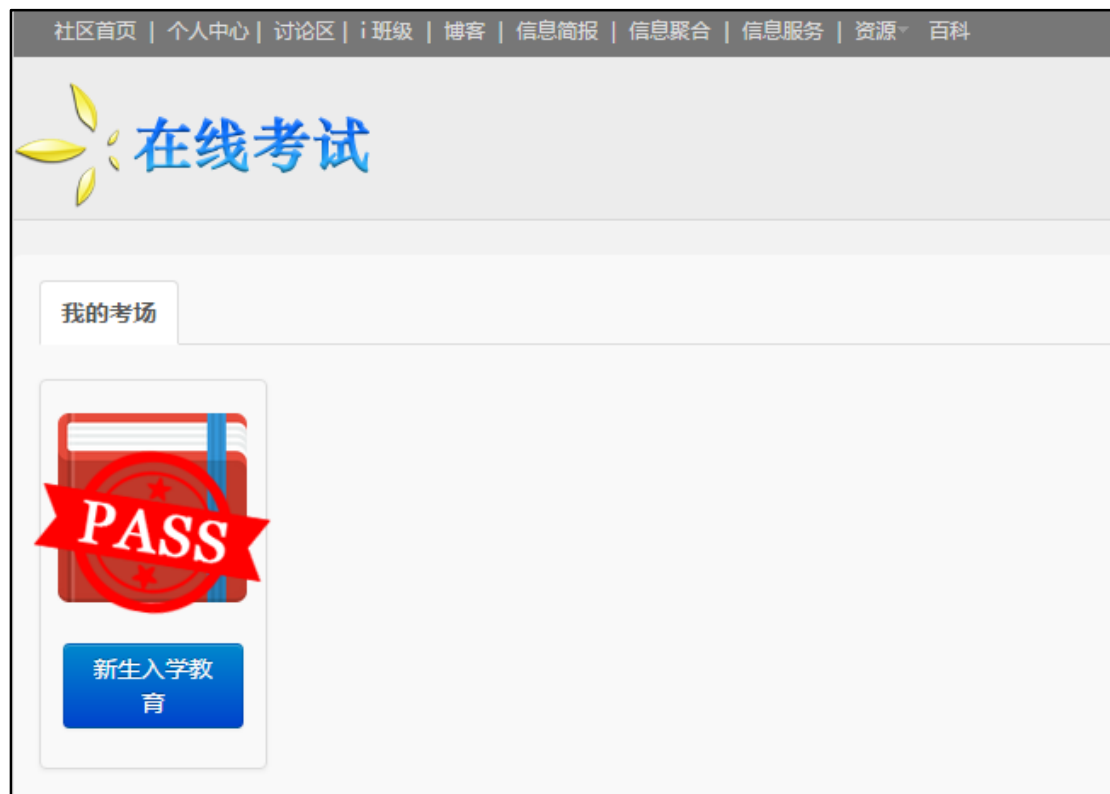 社区首页 | 个人中心 | 讨论区 | i 班级 | 博客 | 信息简报 | 信息聚合 | 信息服务 | 资源 百科
在线考试
我的考场
PASS
新生入学教
育